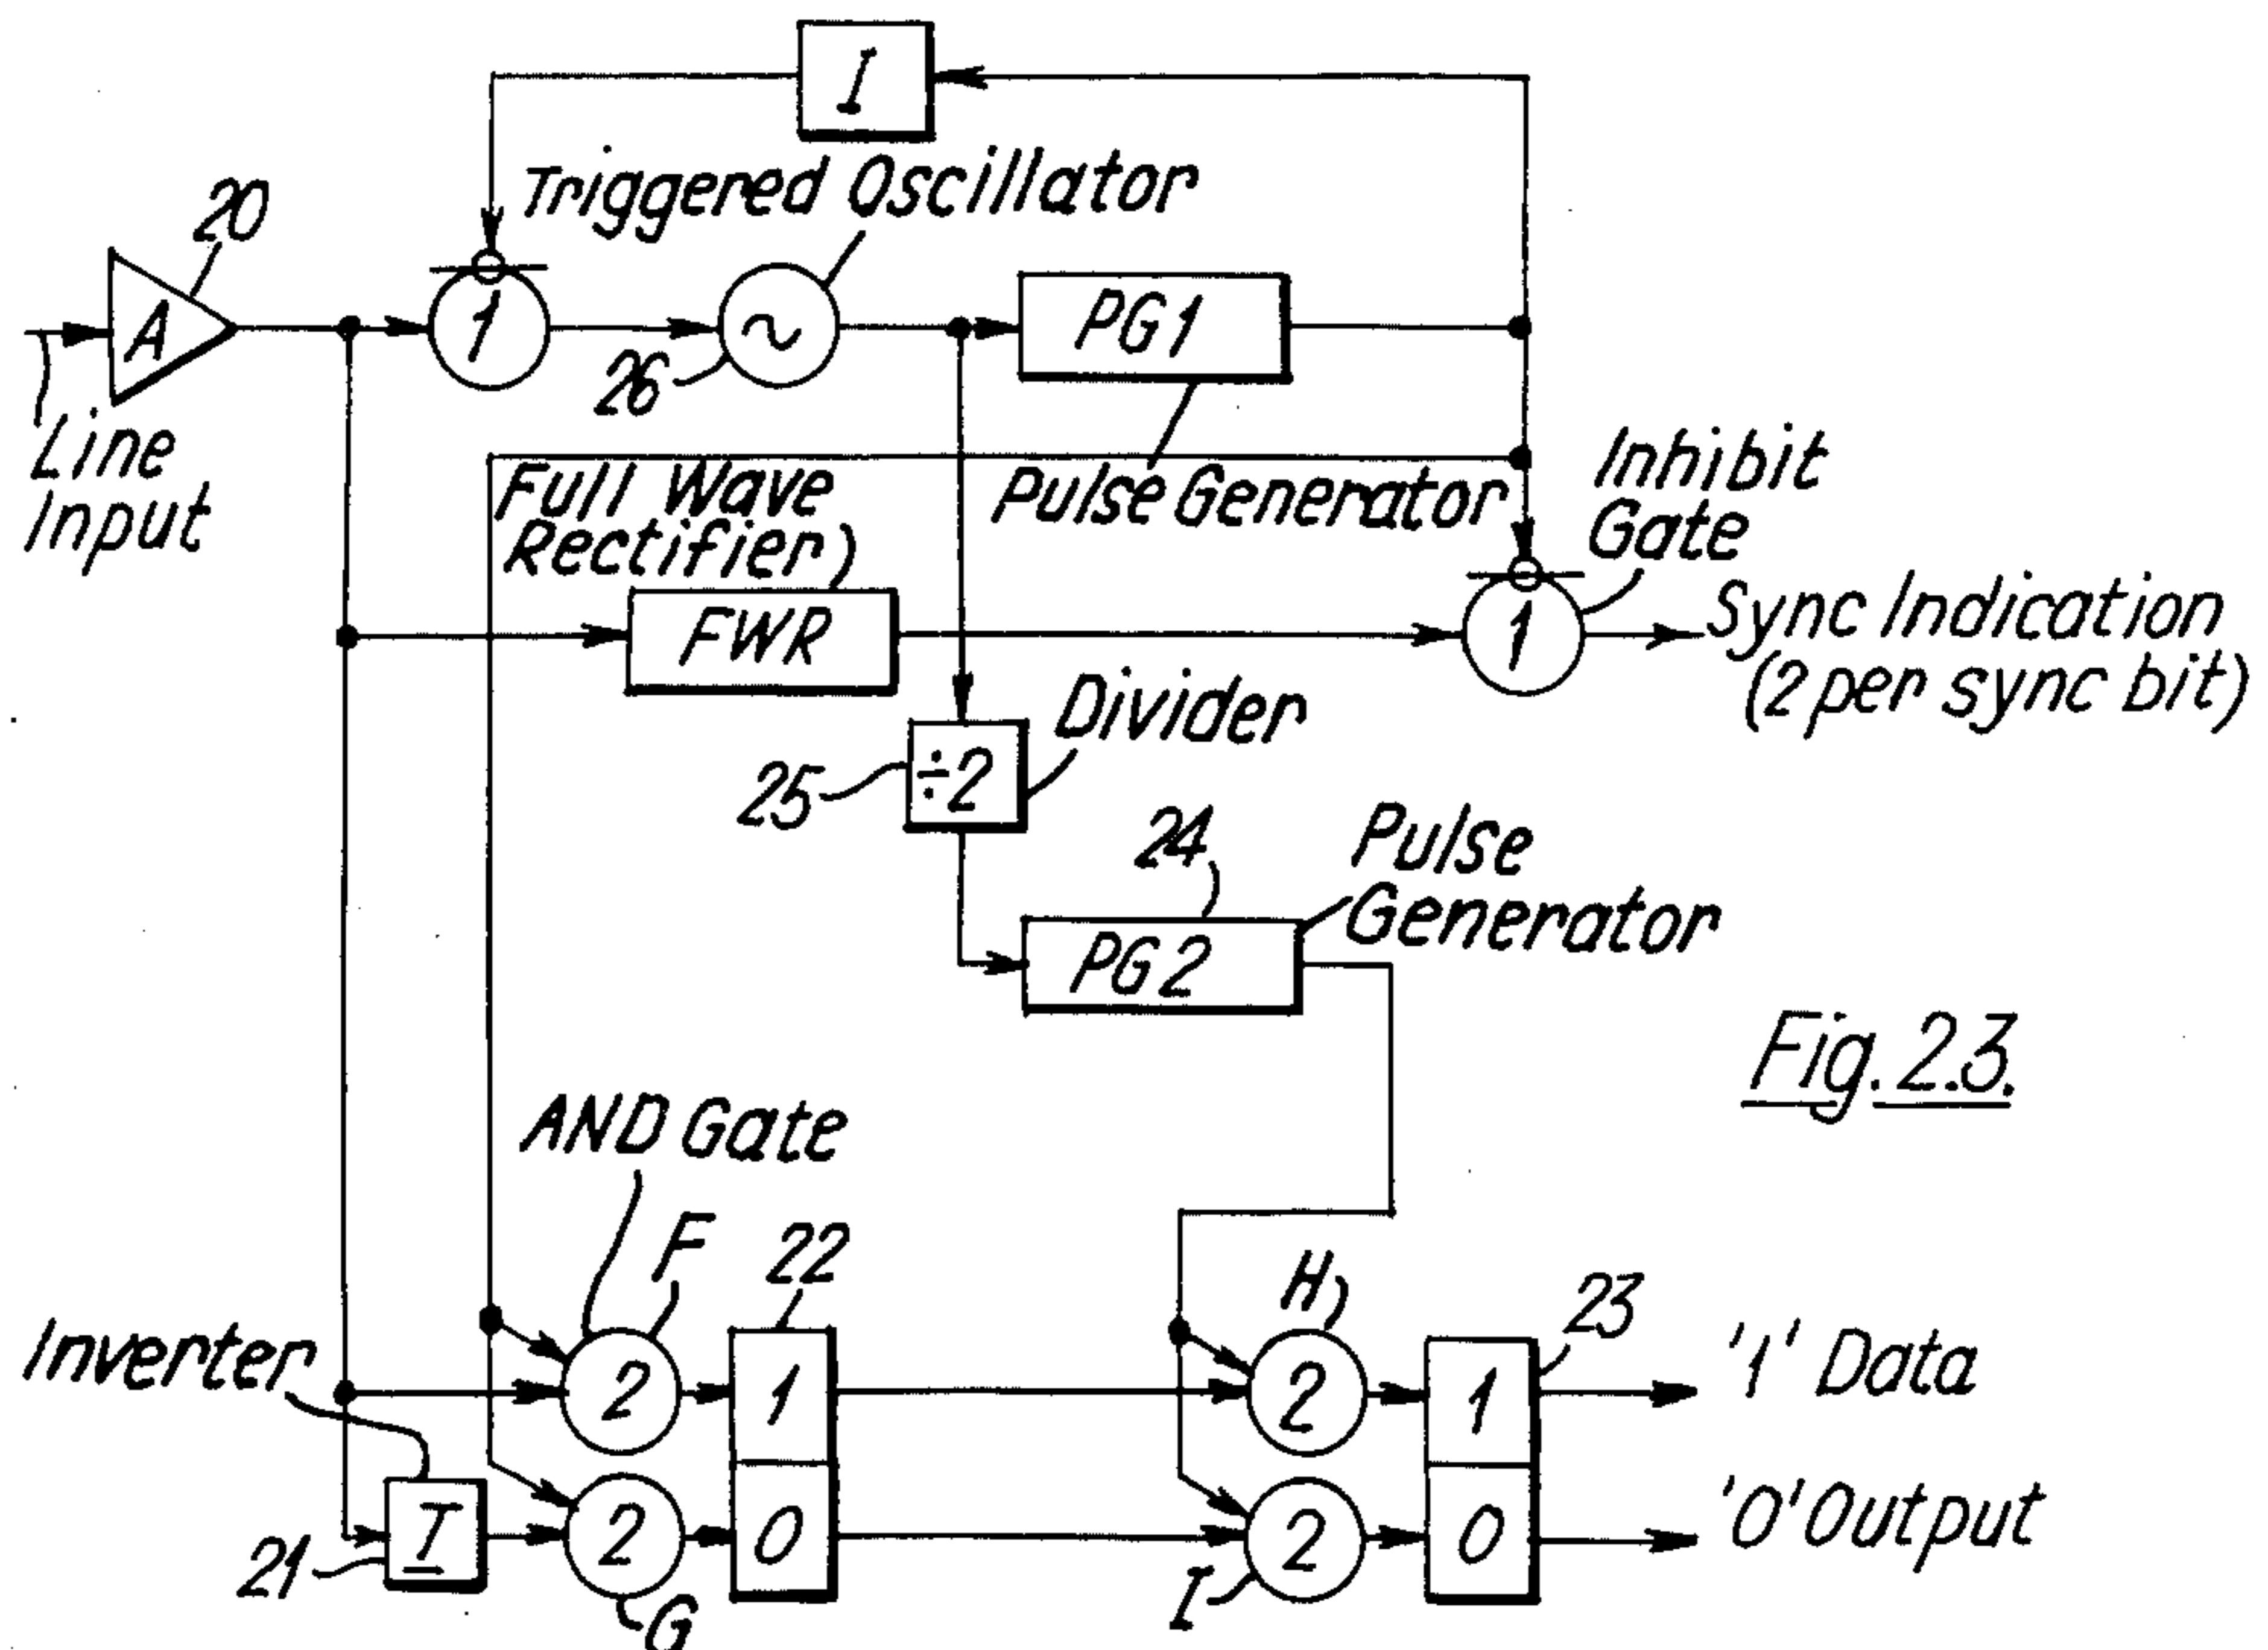 I
Triggered Oscillator
20
A
1
~
PG1
26
Line
Input
Full Wave
Rectifier
Pulse Generator
Inhibit
Gate
FWR
1
Sync Indication
(2 per sync bit)
Divider
25
÷2
24
Pulse
Generator
PG2
Fig. 2.3.
AND Gate
F
22
H
23
Inverter
2
1
2
1
'1' Data
I
2
0
2
0
'0' Output
21
G
I